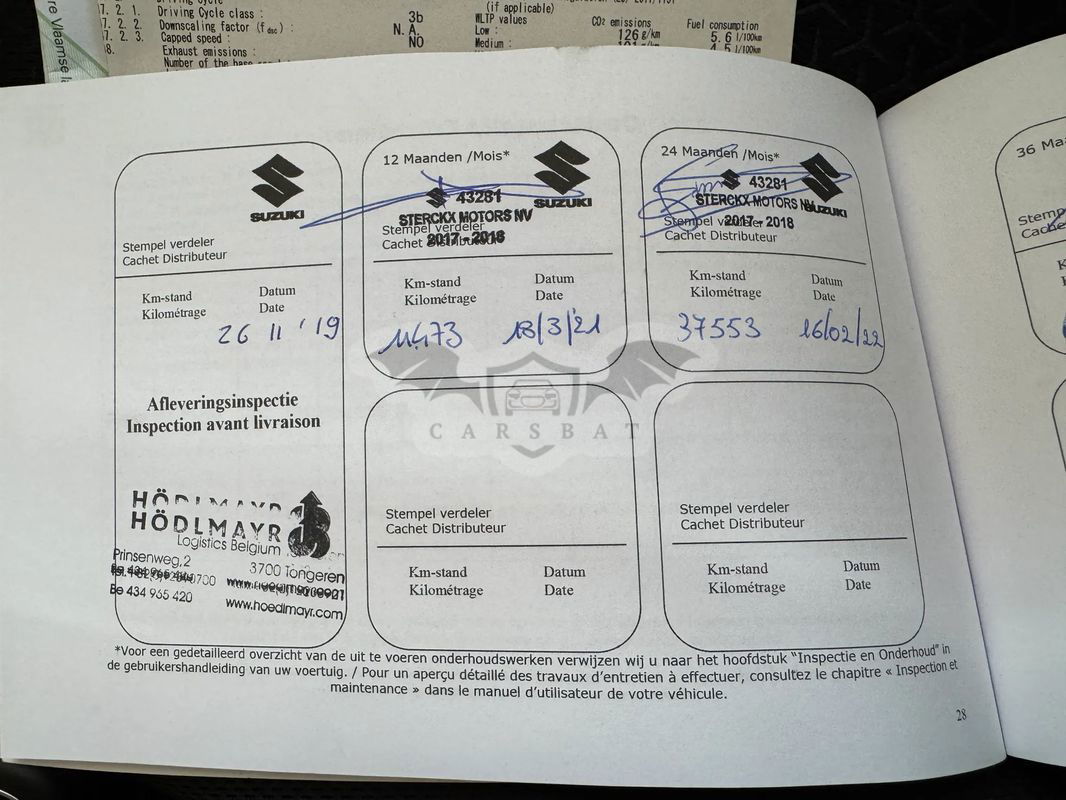 re Vlaamse
7. 2. 1. Driving Cycle class : 3b
7. 2. 2. Downscaling factor (f dsc) : N. A.
7. 2. 3. Capped speed : NO
8. Exhaust emissions :
Number of the base
(if applicable)
WLTP values CO2 emissions Fuel consumption
Low : 126 g/km 5. 6 l/100km
Medium : 4. 5 l/100km
SUZUKI
Stempel verdeler
Cachet Distributeur
Km-stand Datum
Kilométrage Date
26 11 '19
Afleveringsinspectie
Inspection avant livraison
HÖDLMAYR
HÖDLMAYR
Logistics Belgium
Prinsenweg,2
3700 Tongeren
Be 434 965 420
www.hoedlmayr.com
12 Maanden /Mois*
SUZUKI
43281
STERCKX MOTORS NV
2017 - 2018
Stempel verdeler
Cachet Distributeur
Km-stand Datum
Kilométrage Date
11473 18/3/'21
24 Maanden /Mois*
SUZUKI
43281
STERCKX MOTORS NV
2017 - 2018
Stempel verdeler
Cachet Distributeur
Km-stand Datum
Kilométrage Date
37553 16/02/22
CARSBAT
Stempel verdeler
Cachet Distributeur
Km-stand Datum
Kilométrage Date
Stempel verdeler
Cachet Distributeur
Km-stand Datum
Kilométrage Date
*Voor een gedetailleerd overzicht van de uit te voeren onderhoudswerken verwijzen wij u naar het hoofdstuk “Inspectie en Onderhoud” in
de gebruikershandleiding van uw voertuig. / Pour un aperçu détaillé des travaux d’entretien à effectuer, consultez le chapitre « Inspection et
maintenance » dans le manuel d’utilisateur de votre véhicule.
28
36 Maa
Stemp
Cache